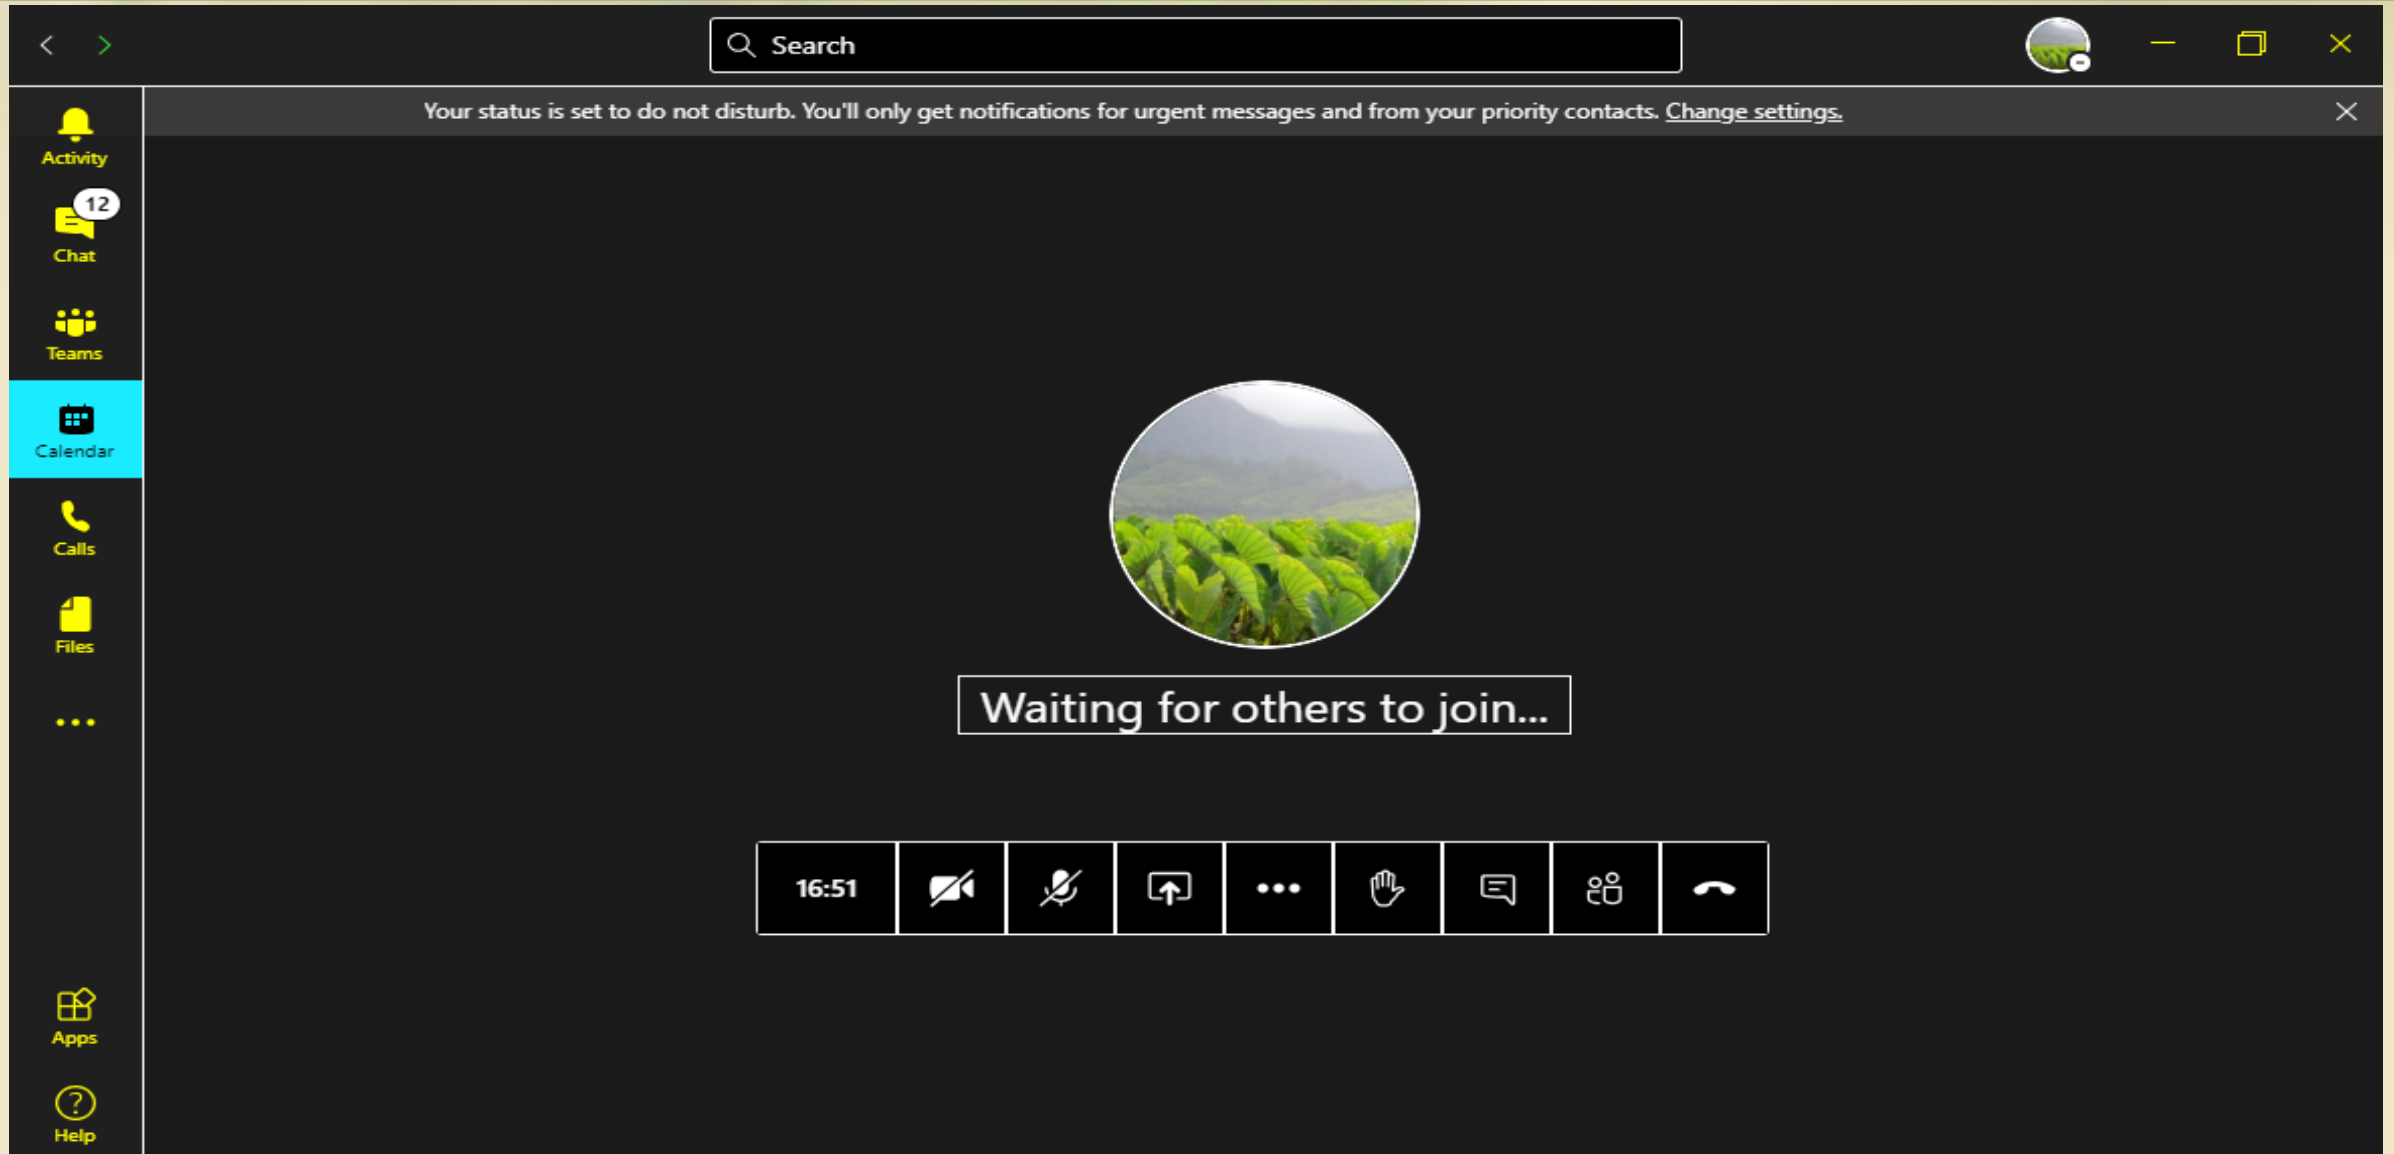 Search
Your status is set to do not disturb. You'll only get notifications for urgent messages and from your priority contacts. Change settings.
Activity
12
Chat
Teams
Calendar
Calls
Files
Waiting for others to join...
16:51
Apps
Help